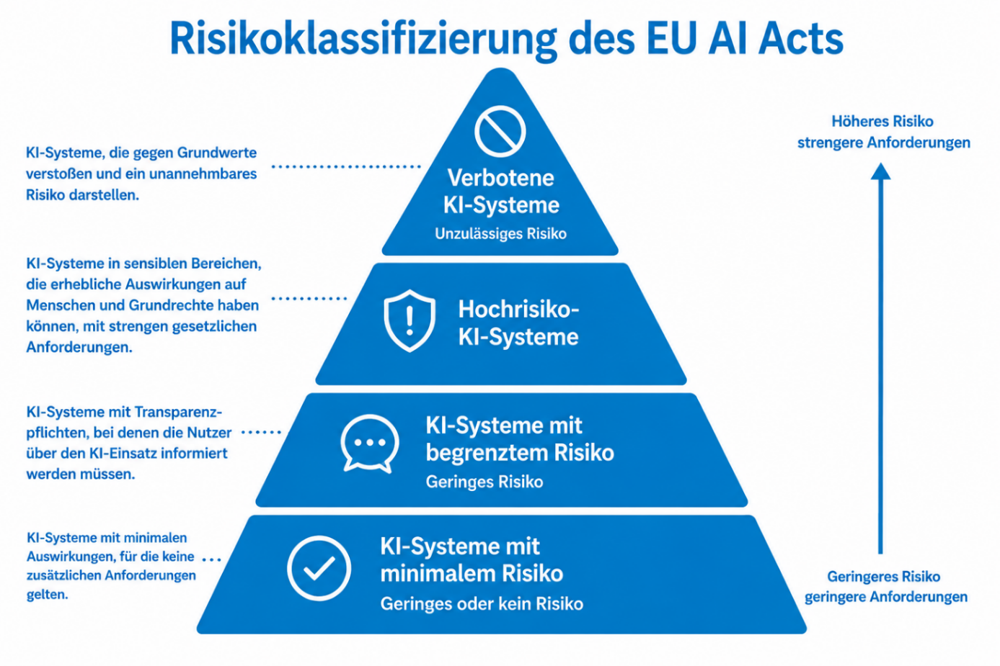 Risikoklassifizierung des EU AI Acts
Höheres Risiko
strengere Anforderungen
KI-Systeme, die gegen Grundwerte
verstoßen und ein unannehmbares
Risiko darstellen.
Verbotene
KI-Systeme
Unzulässiges Risiko
KI-Systeme in sensiblen Bereichen,
die erhebliche Auswirkungen auf
Menschen und Grundrechte haben
können, mit strengen gesetzlichen
Anforderungen.
Hochrisiko-
KI-Systeme
KI-Systeme mit Transparenz-
pflichten, bei denen die Nutzer
über den KI-Einsatz informiert
werden müssen.
KI-Systeme mit
begrenztem Risiko
Geringes Risiko
KI-Systeme mit minimalen
Auswirkungen, für die keine
zusätzlichen Anforderungen
gelten.
KI-Systeme mit
minimalem Risiko
Geringes oder kein Risiko
Geringeres Risiko
geringere Anforderungen